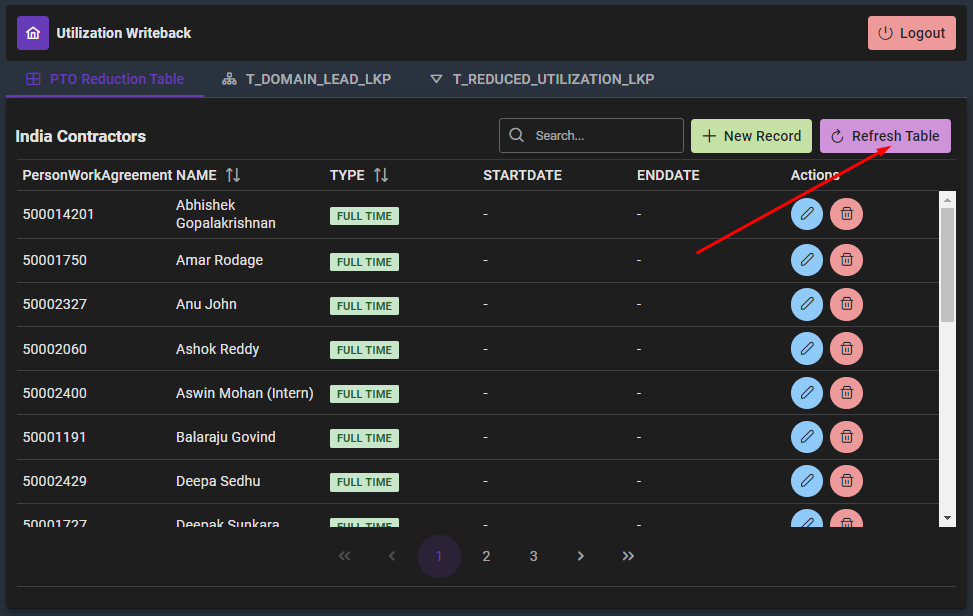 Utilization Writeback
Logout
PTO Reduction Table
T_DOMAIN_LEAD_LKP
T_REDUCED_UTILIZATION_LKP
India Contractors
Search...
New Record
Refresh Table
PersonWorkAgreement NAME TYPE STARTDATE ENDDATE Actions
500014201 Abhishek Gopalakrishnan FULL TIME - -
50001750 Amar Rodage FULL TIME - -
50002327 Anu John FULL TIME - -
50002060 Ashok Reddy FULL TIME - -
50002400 Aswin Mohan (Intern) FULL TIME - -
50001191 Balaraju Govind FULL TIME - -
50002429 Deepa Sedhu FULL TIME - -
50001727 Deepak Sunkara FULL TIME - -
1 2 3